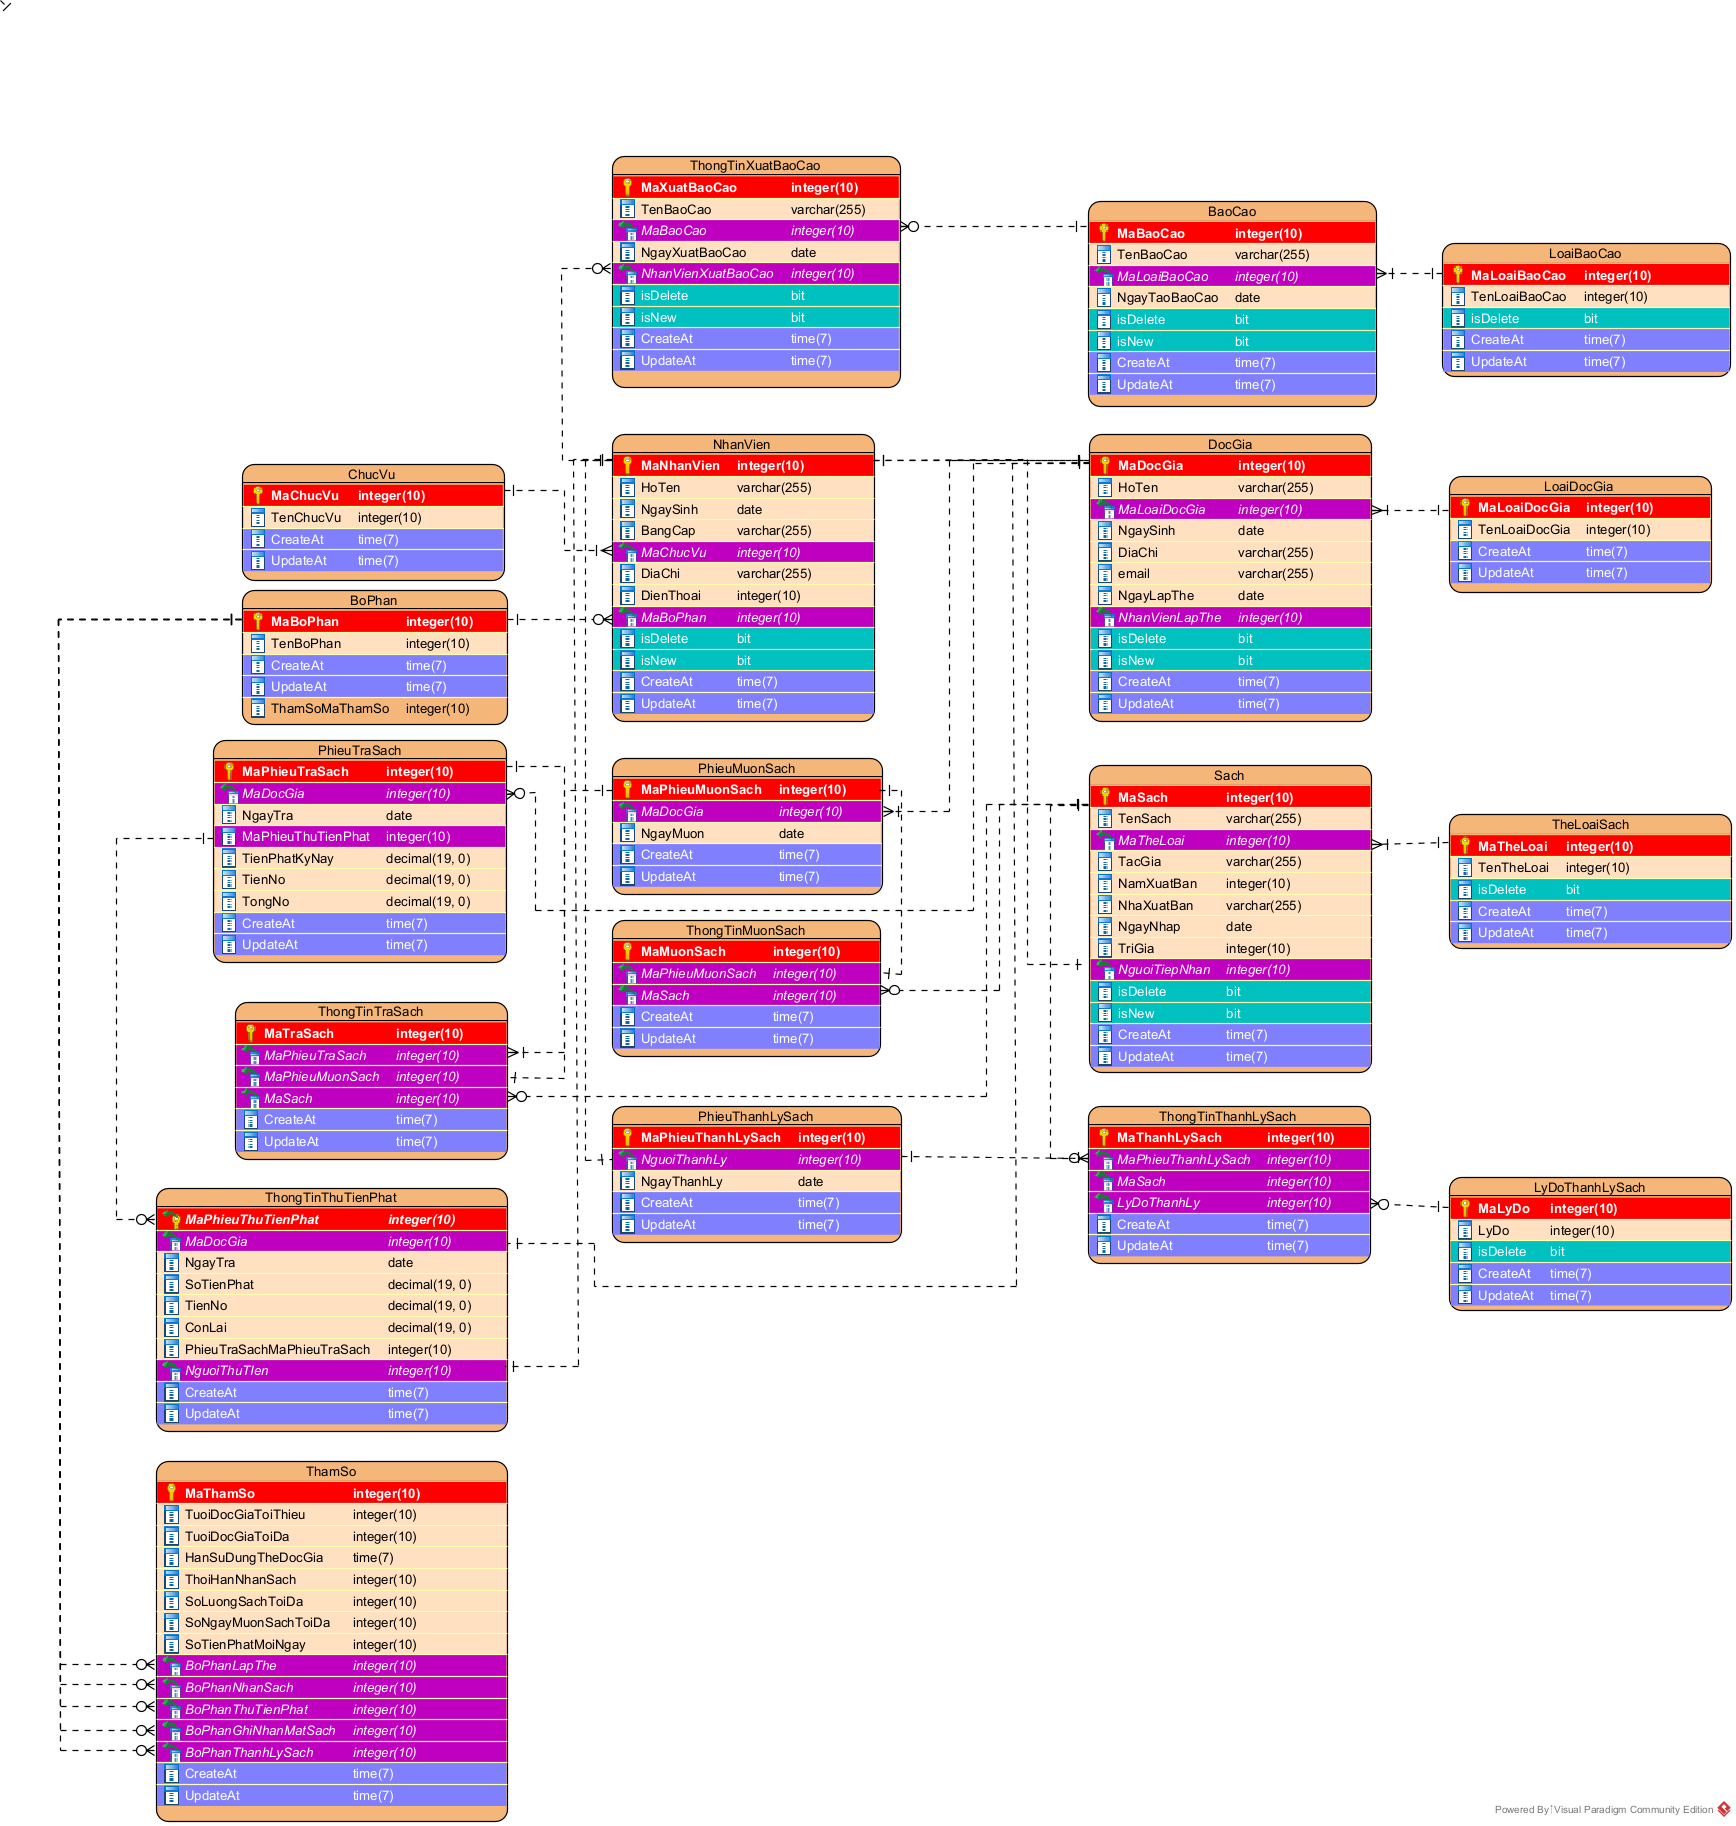 ThongTinXuatBaoCao
MaXuatBaoCao integer(10)
TenBaoCao varchar(255)
MaBaoCao integer(10)
NgayXuatBaoCao date
NhanVienXuatBaoCao integer(10)
isDelete bit
isNew bit
CreateAt time(7)
UpdateAt time(7)
BaoCao
MaBaoCao integer(10)
TenBaoCao varchar(255)
MaLoaiBaoCao integer(10)
NgayTaoBaoCao date
isDelete bit
isNew bit
CreateAt time(7)
UpdateAt time(7)
LoaiBaoCao
MaLoaiBaoCao integer(10)
TenLoaiBaoCao integer(10)
isDelete bit
CreateAt time(7)
UpdateAt time(7)
ChucVu
MaChucVu integer(10)
TenChucVu integer(10)
CreateAt time(7)
UpdateAt time(7)
NhanVien
MaNhanVien integer(10)
HoTen varchar(255)
NgaySinh date
BangCap varchar(255)
MaChucVu integer(10)
DiaChi varchar(255)
DienThoai integer(10)
MaBoPhan integer(10)
isDelete bit
isNew bit
CreateAt time(7)
UpdateAt time(7)
DocGia
MaDocGia integer(10)
HoTen varchar(255)
MaLoaiDocGia integer(10)
NgaySinh date
DiaChi varchar(255)
email varchar(255)
NgayLapThe date
NhanVienLapThe integer(10)
isDelete bit
isNew bit
CreateAt time(7)
UpdateAt time(7)
LoaiDocGia
MaLoaiDocGia integer(10)
TenLoaiDocGia integer(10)
CreateAt time(7)
UpdateAt time(7)
BoPhan
MaBoPhan integer(10)
TenBoPhan integer(10)
CreateAt time(7)
UpdateAt time(7)
ThamSoMaThamSo integer(10)
PhieuTraSach
MaPhieuTraSach integer(10)
MaDocGia integer(10)
NgayTra date
MaPhieuThuTienPhat integer(10)
TienPhatKyNay decimal(19, 0)
TienNo decimal(19, 0)
TongNo decimal(19, 0)
CreateAt time(7)
UpdateAt time(7)
PhieuMuonSach
MaPhieuMuonSach integer(10)
MaDocGia integer(10)
NgayMuon date
CreateAt time(7)
UpdateAt time(7)
Sach
MaSach integer(10)
TenSach varchar(255)
MaTheLoai integer(10)
TacGia varchar(255)
NamXuatBan integer(10)
NhaXuatBan varchar(255)
NgayNhap date
TriGia integer(10)
NguoiTiepNhan integer(10)
isDelete bit
isNew bit
CreateAt time(7)
UpdateAt time(7)
TheLoaiSach
MaTheLoai integer(10)
TenTheLoai integer(10)
isDelete bit
CreateAt time(7)
UpdateAt time(7)
ThongTinMuonSach
MaMuonSach integer(10)
MaPhieuMuonSach integer(10)
MaSach integer(10)
CreateAt time(7)
UpdateAt time(7)
ThongTinTraSach
MaTraSach integer(10)
MaPhieuTraSach integer(10)
MaPhieuMuonSach integer(10)
MaSach integer(10)
CreateAt time(7)
UpdateAt time(7)
PhieuThanhLySach
MaPhieuThanhLySach integer(10)
NguoiThanhLy integer(10)
NgayThanhLy date
CreateAt time(7)
UpdateAt time(7)
ThongTinThanhLySach
MaThanhLySach integer(10)
MaPhieuThanhLySach integer(10)
MaSach integer(10)
LyDoThanhLy integer(10)
CreateAt time(7)
UpdateAt time(7)
LyDoThanhLySach
MaLyDo integer(10)
LyDo integer(10)
isDelete bit
CreateAt time(7)
UpdateAt time(7)
ThongTinThuTienPhat
MaPhieuThuTienPhat integer(10)
MaDocGia integer(10)
NgayTra date
SoTienPhat decimal(19, 0)
TienNo decimal(19, 0)
ConLai decimal(19, 0)
PhieuTraSachMaPhieuTraSach integer(10)
NguoiThuTIen integer(10)
CreateAt time(7)
UpdateAt time(7)
ThamSo
MaThamSo integer(10)
TuoiDocGiaToiThieu integer(10)
TuoiDocGiaToiDa integer(10)
HanSuDungTheDocGia time(7)
ThoiHanNhanSach integer(10)
SoLuongSachToiDa integer(10)
SoNgayMuonSachToiDa integer(10)
SoTienPhatMoiNgay integer(10)
BoPhanLapThe integer(10)
BoPhanNhanSach integer(10)
BoPhanThuTienPhat integer(10)
BoPhanGhiNhanMatSach integer(10)
BoPhanThanhLySach integer(10)
CreateAt time(7)
UpdateAt time(7)
Powered By Visual Paradigm Community Edition